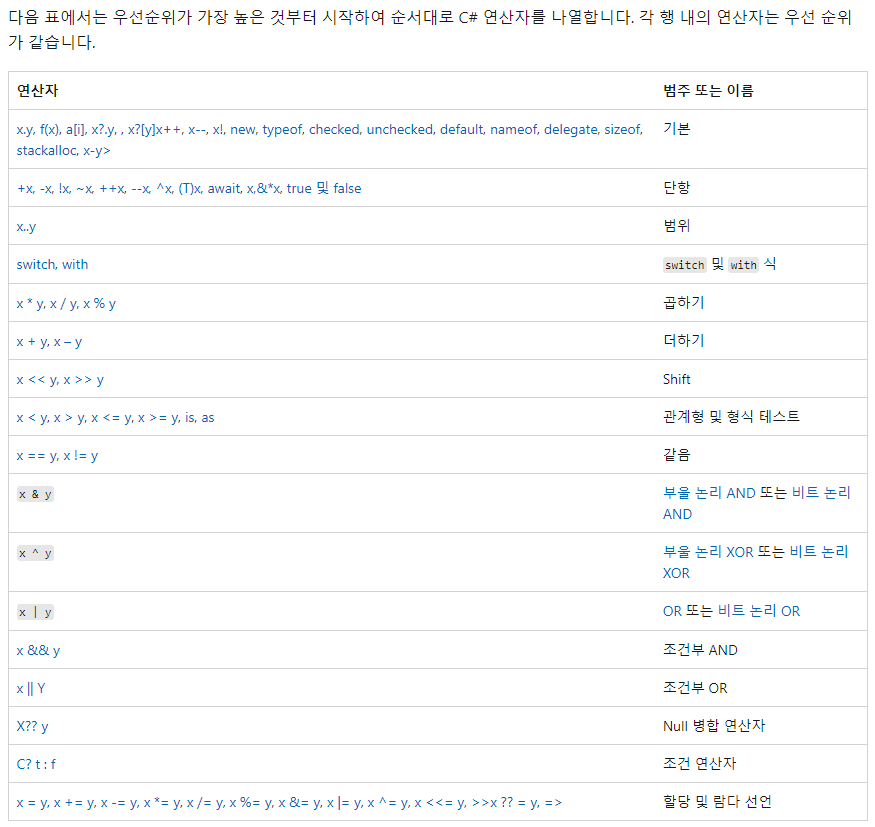 다음 표에서는 우선순위가 가장 높은 것부터 시작하여 순서대로 C# 연산자를 나열합니다. 각 행 내의 연산자는 우선 순위
가 같습니다.
연산자 범주 또는 이름
x.y, f(x), a[i], x?.y, , x?[y]x++, x--, x!, new, typeof, checked, unchecked, default, nameof, delegate, sizeof, 기본
stackalloc, x-y>
+x, -x, !x, ~x, ++x, --x, ^x, (T)x, await, x,&*x, true 및 false 단항
x..y 범위
switch, with switch 및 with 식
x * y, x / y, x % y 곱하기
x + y, x – y 더하기
x << y, x >> y Shift
x < y, x > y, x <= y, x >= y, is, as 관계형 및 형식 테스트
x == y, x != y 같음
x & y 부울 논리 AND 또는 비트 논리
AND
x ^ y 부울 논리 XOR 또는 비트 논리
XOR
x | y OR 또는 비트 논리 OR
x && y 조건부 AND
x || Y 조건부 OR
X?? y Null 병합 연산자
C? t : f 조건 연산자
x = y, x += y, x -= y, x *= y, x /= y, x %= y, x &= y, x |= y, x ^= y, x <<= y, >>x ?? = y, => 할당 및 람다 선언